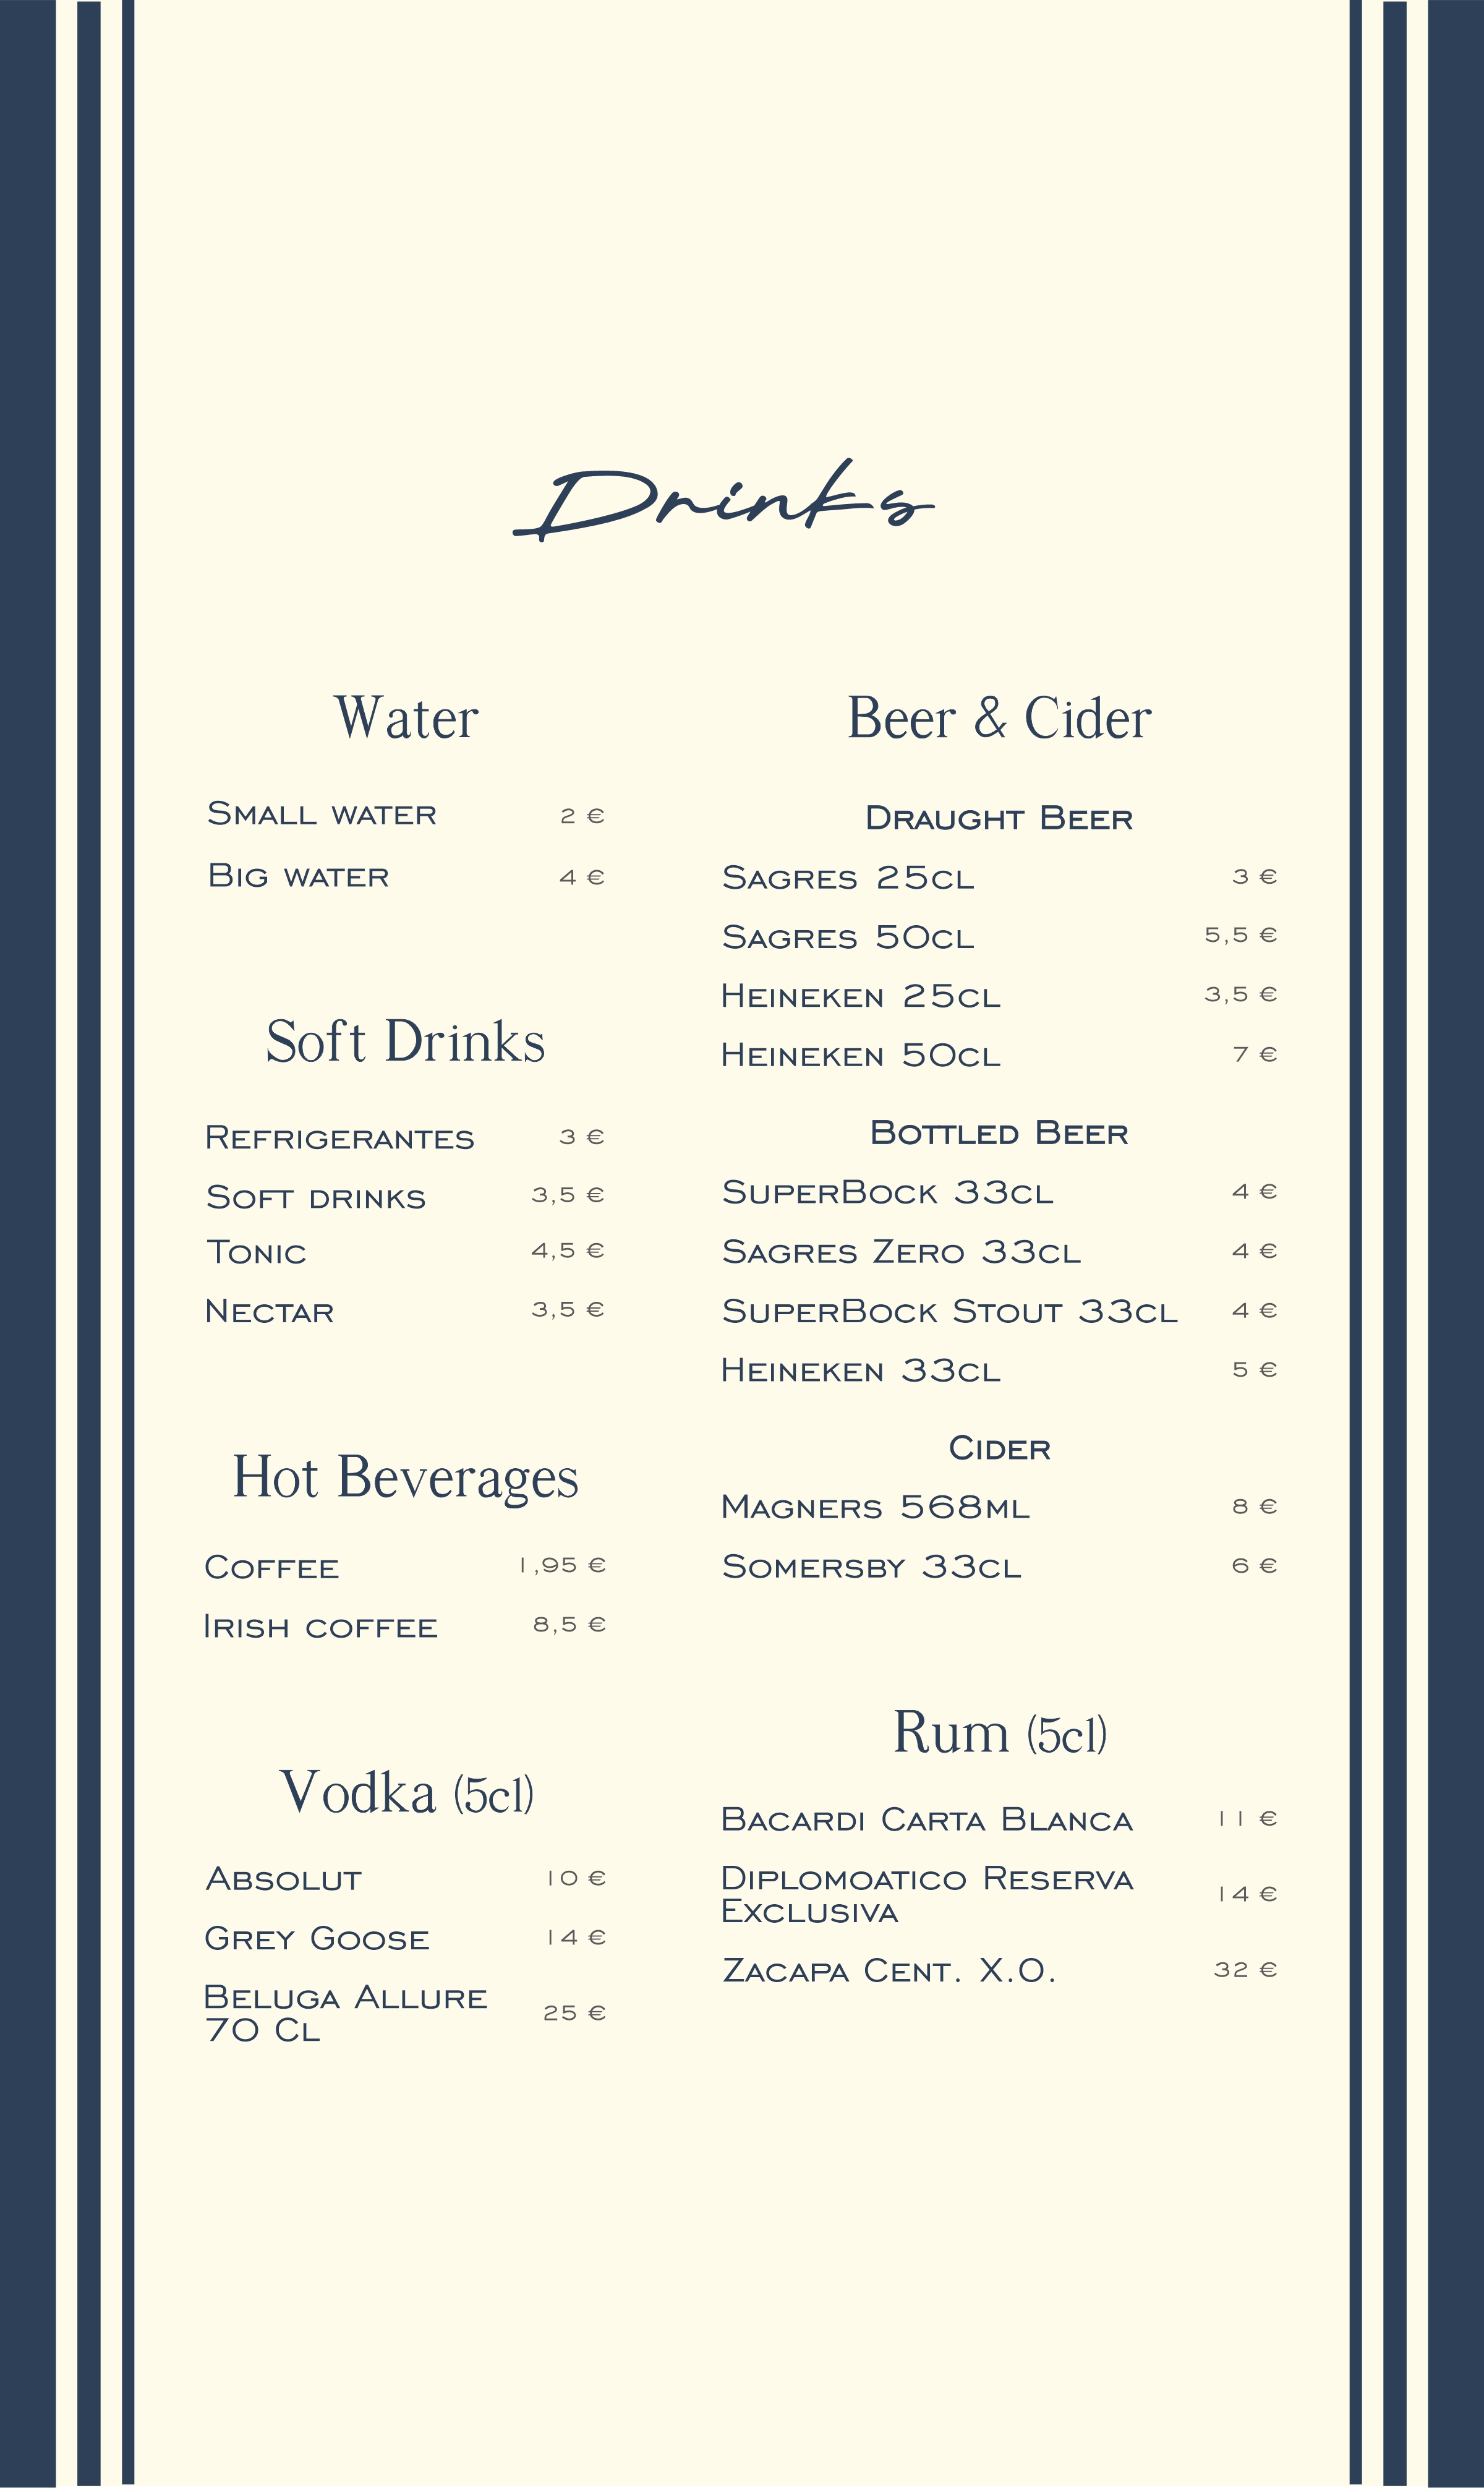 Drinks
Water
Small water 2 €
Big water 4 €
Soft Drinks
Refrigerantes 3 €
Soft drinks 3,5 €
Tonic 4,5 €
Nectar 3,5 €
Hot Beverages
Coffee 1,95 €
Irish coffee 8,5 €
Vodka (5cl)
Absolut 10 €
Grey Goose 14 €
Beluga Allure
70 Cl 25 €
Beer & Cider
Draught Beer
Sagres 25cl 3 €
Sagres 50cl 5,5 €
Heineken 25cl 3,5 €
Heineken 50cl 7 €
Bottled Beer
SuperBock 33cl 4 €
Sagres Zero 33cl 4 €
SuperBock Stout 33cl 4 €
Heineken 33cl 5 €
Cider
Magners 568ml 8 €
Somersby 33cl 6 €
Rum (5cl)
Bacardi Carta Blanca 11 €
Diplomoatico Reserva
Exclusiva 14 €
Zacapa Cent. X.O. 32 €